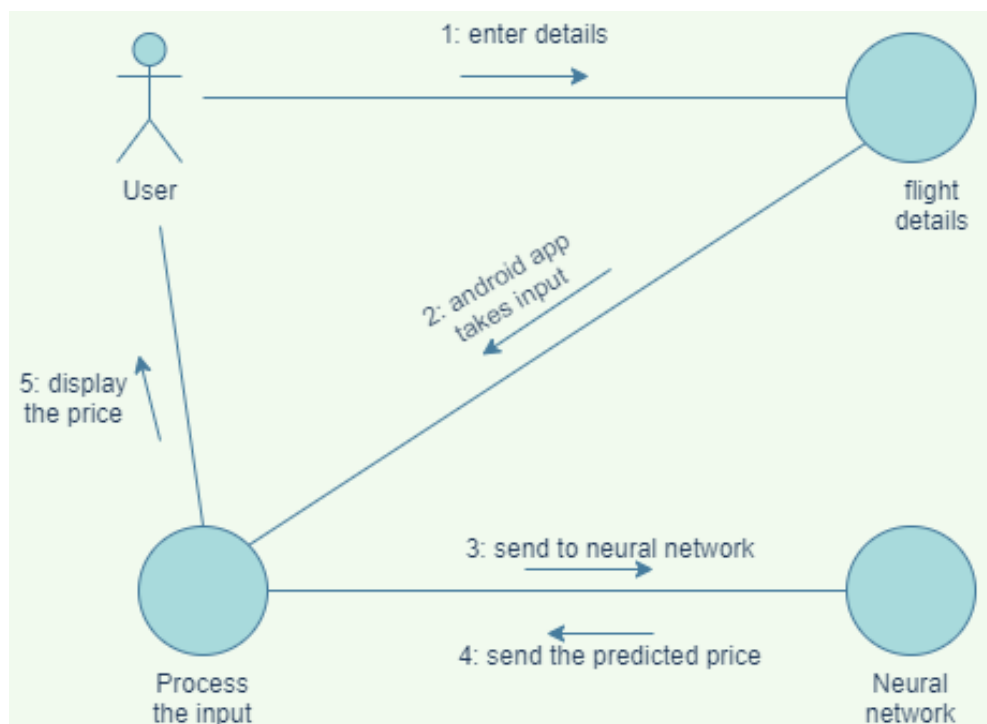 1: enter details
User
flight
details
2: android app
takes input
5: display
the price
3: send to neural network
4: send the predicted price
Process
the input
Neural
network